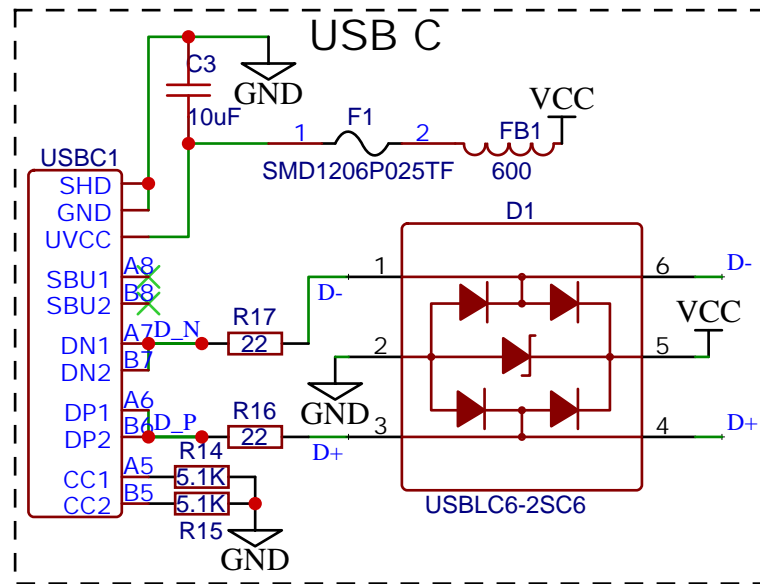 USB C
C3
GND
10uF
VCC
1 F1 2 FB1
SMD1206P025TF 600
USBC1
SHD
GND
UVCC
D1
A8
SBU1
B8
SBU2
1
6
D-
D-
A7
DN1
D_N
R17
22
VCC
B7
DN2
2
5
GND
A6
DP1
B6
DP2
D_P
R16
22
D+
3
4
D+
R14
A5
CC1
5.1K
B5
CC2
5.1K
R15
USBLC6-2SC6
GND